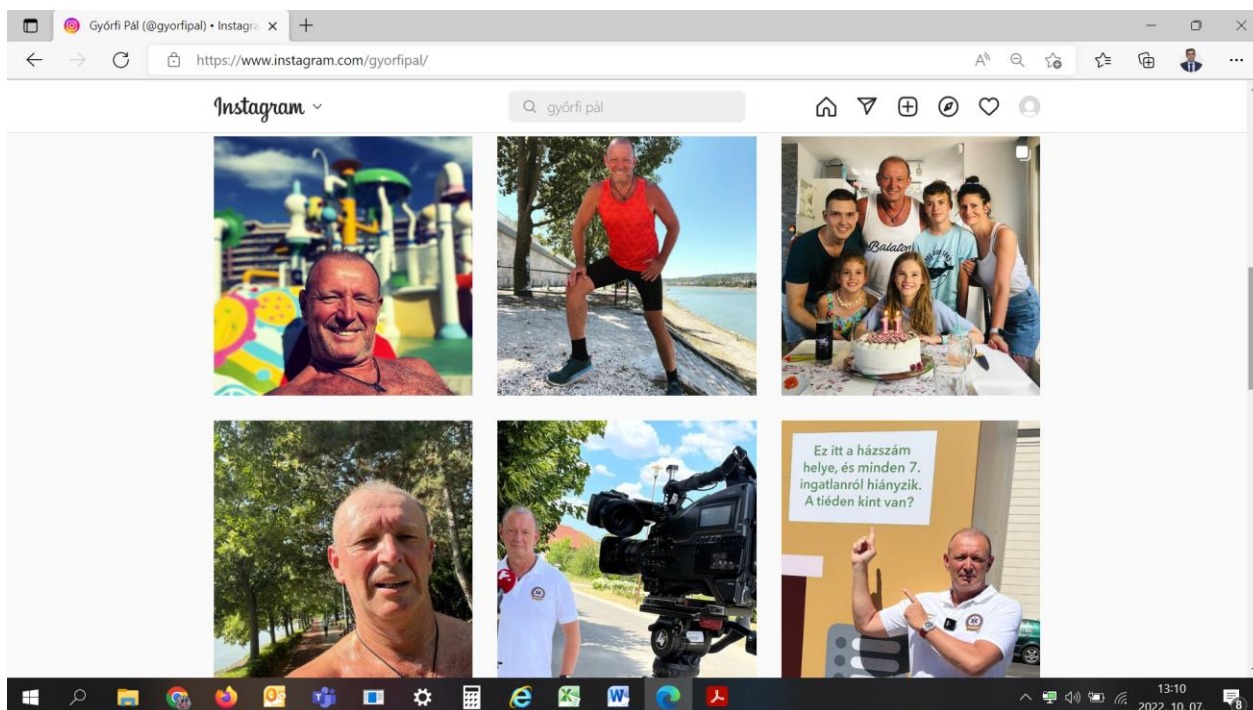 Győrfi Pál (@gyorfipal) • Instagra
https://www.instagram.com/gyorfipal/
Instagram
győrfi pál
Balaton
Ez itt a házszám
helye, és minden 7.
ingatlanról hiányzik.
A tiéden kint van?
13:10
2022. 10. 07.
8